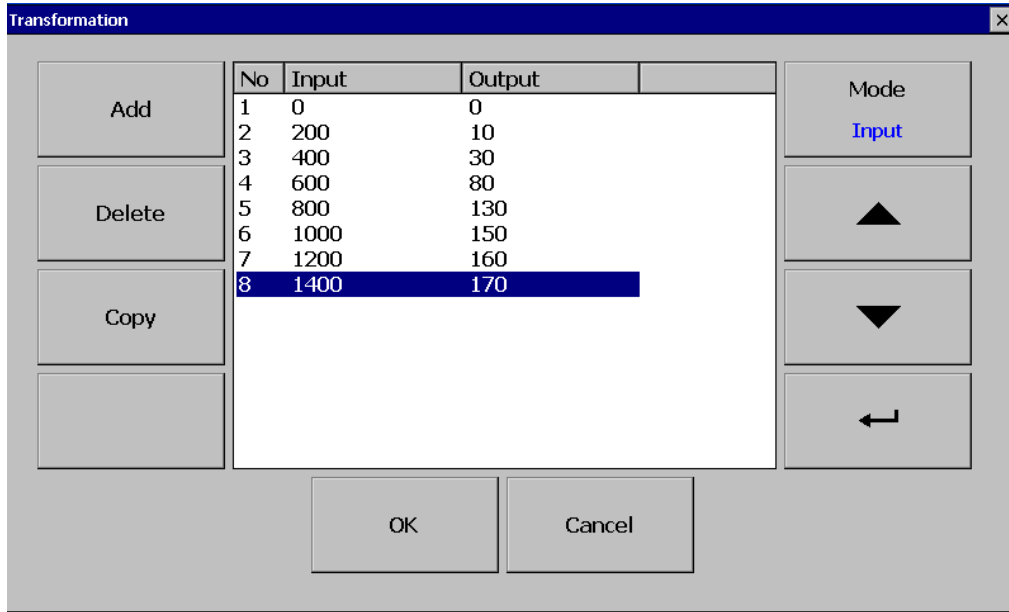 Transformation
Add
Delete
Copy
No Input Output
1 0 0
2 200 10
3 400 30
4 600 80
5 800 130
6 1000 150
7 1200 160
8 1400 170
Mode
Input
OK
Cancel